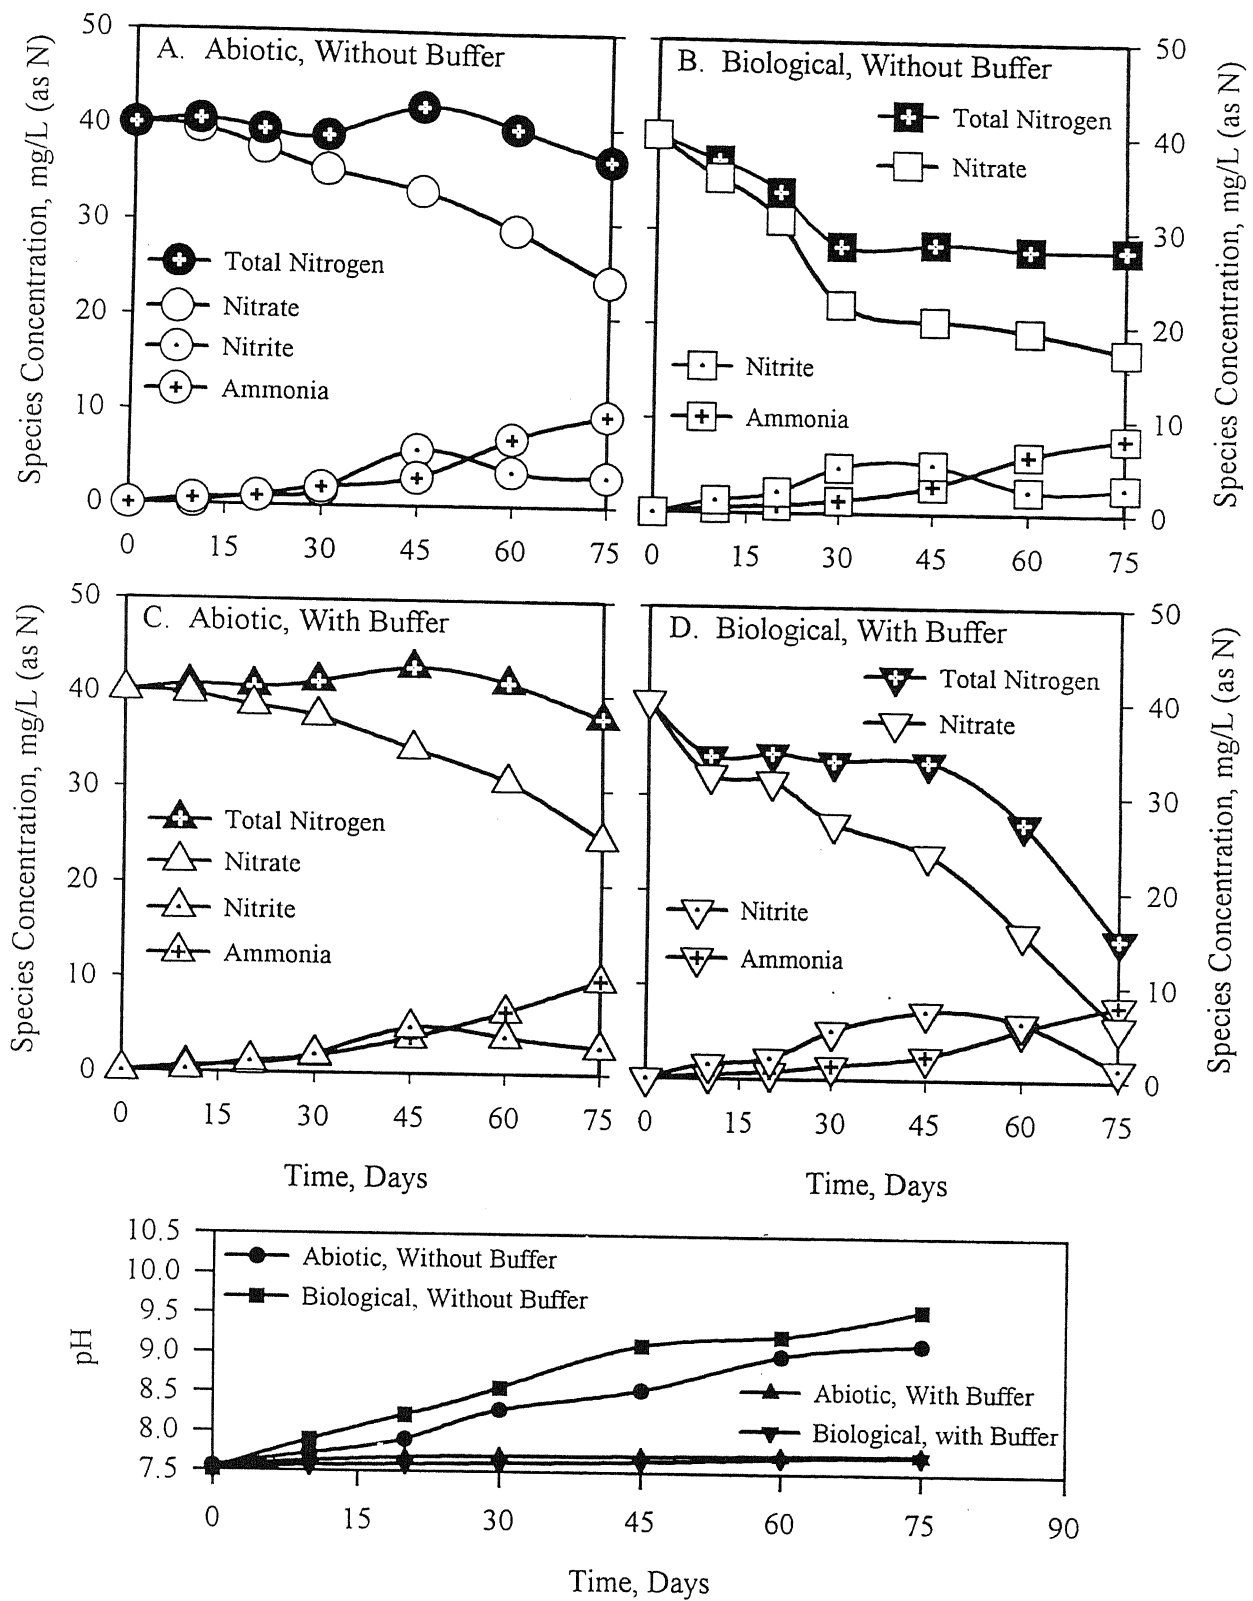 A. Abiotic, Without Buffer
Species Concentration, mg/L (as N)
50
40
30
20
10
0
Total Nitrogen
Nitrate
Nitrite
Ammonia
0 15 30 45 60 75
B. Biological, Without Buffer
Total Nitrogen
Nitrate
Nitrite
Ammonia
50
40
30
20
10
0
Species Concentration, mg/L (as N)
0 15 30 45 60 75
C. Abiotic, With Buffer
Species Concentration, mg/L (as N)
50
40
30
20
10
0
Total Nitrogen
Nitrate
Nitrite
Ammonia
0 15 30 45 60 75
Time, Days
D. Biological, With Buffer
Total Nitrogen
Nitrate
Nitrite
Ammonia
50
40
30
20
10
0
Species Concentration, mg/L (as N)
0 15 30 45 60 75
Time, Days
pH
10.5
10.0
9.5
9.0
8.5
8.0
7.5
Abiotic, Without Buffer
Biological, Without Buffer
Abiotic, With Buffer
Biological, with Buffer
0 15 30 45 60 75 90
Time, Days